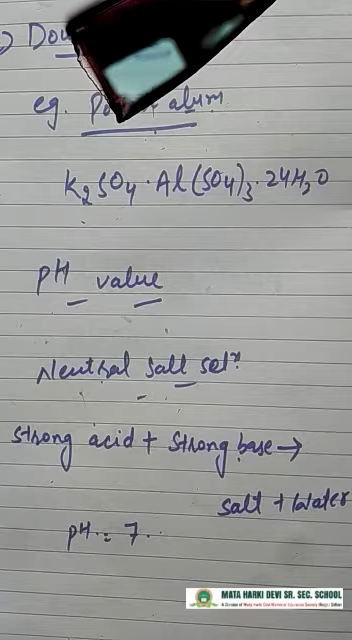 eg. alum
K2SO4 · Al(SO4)3 · 24H2O
pH value
Neutral salt solⁿ.
Strong acid + Strong base →
salt + Water
pH = 7.
MATA HARKI DEVI SR. SEC. SCHOOL